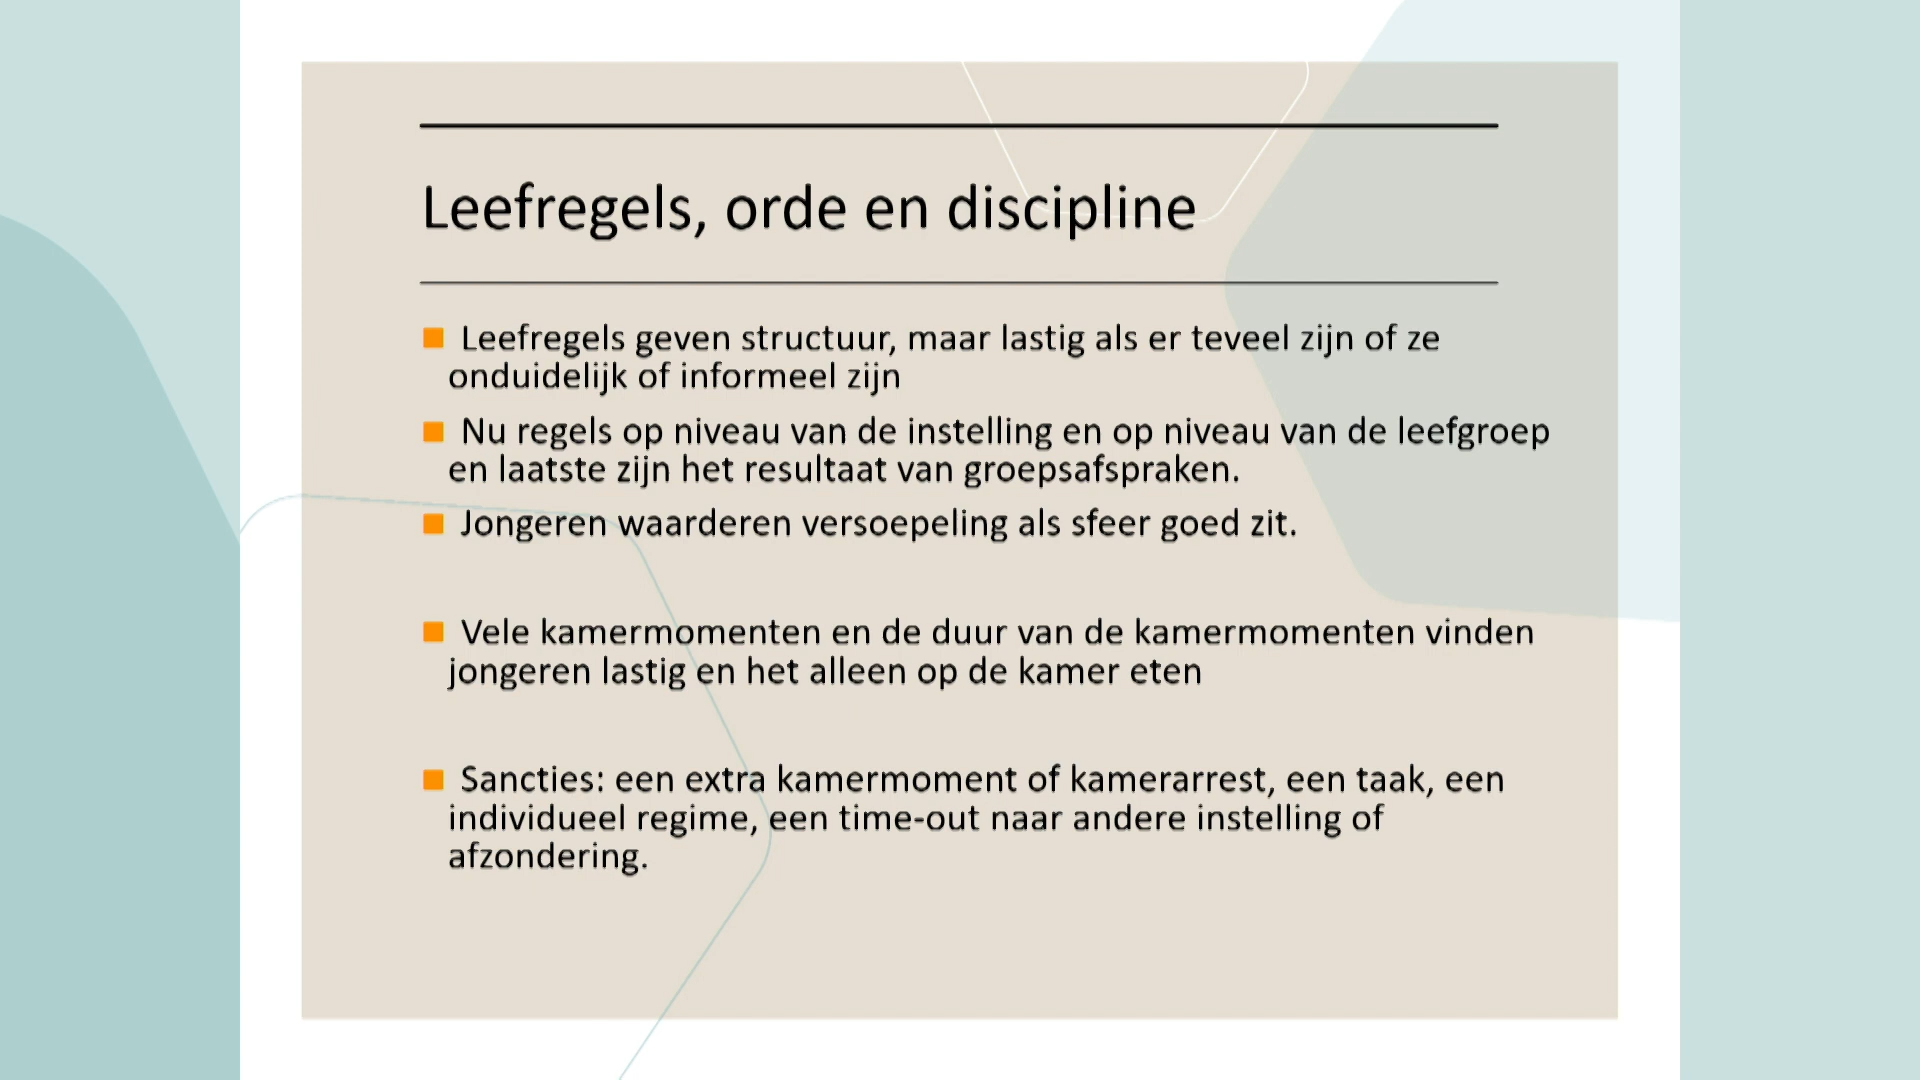 Leefregels, orde en discipline
Leefregels geven structuur, maar lastig als er teveel zijn of ze
onduidelijk of informeel zijn
Nu regels op niveau van de instelling en op niveau van de leefgroep
en laatste zijn het resultaat van groepsafspraken.
Jongeren waarderen versoepeling als sfeer goed zit.
Vele kamermomenten en de duur van de kamermomenten vinden
jongeren lastig en het alleen op de kamer eten
Sancties: een extra kamermoment of kamerarrest, een taak, een
individueel regime, een time-out naar andere instelling of
afzondering.